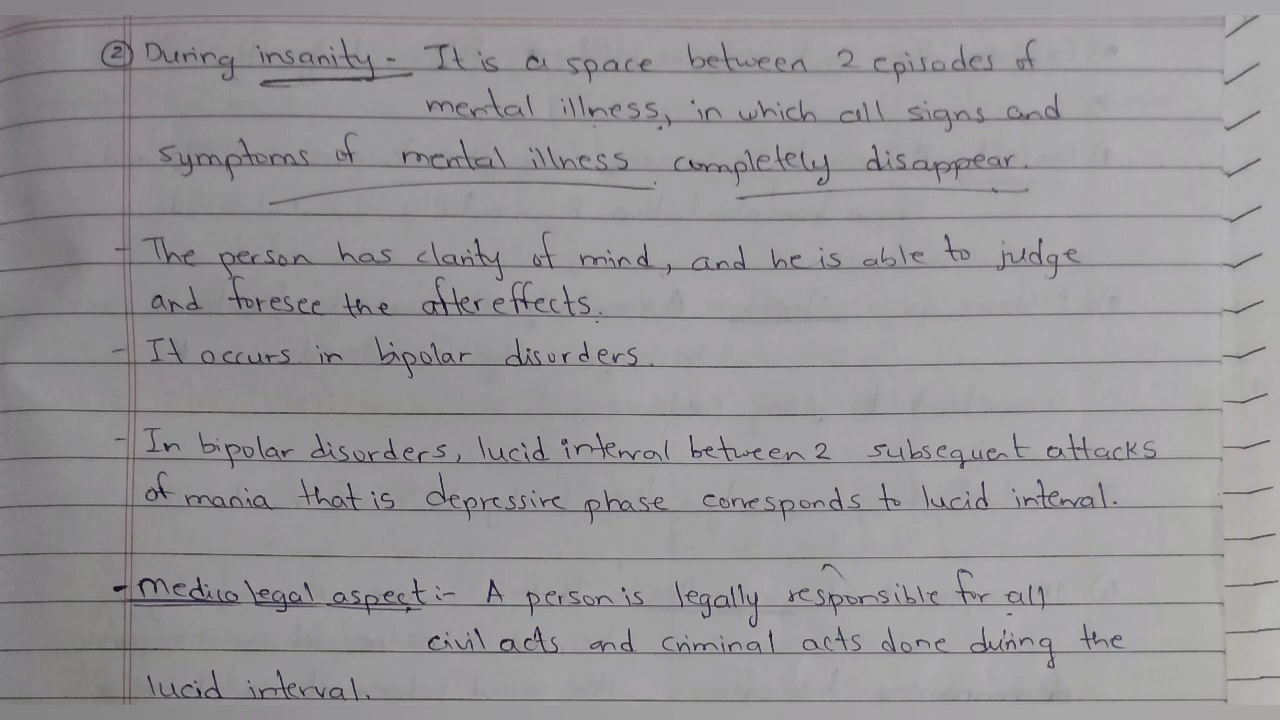 ② During insanity - It is a space between 2 episodes of
mental illness, in which all signs and
symptoms of mental illness completely disappear.
- The person has clarity of mind, and he is able to judge
and foresee the after effects.
- It occurs in bipolar disorders.
- In bipolar disorders, lucid interval between 2 subsequent attacks
of mania that is depressive phase corresponds to lucid interval.
- Medico legal aspect :- A person is legally responsible for all
civil acts and criminal acts done during the
lucid interval.